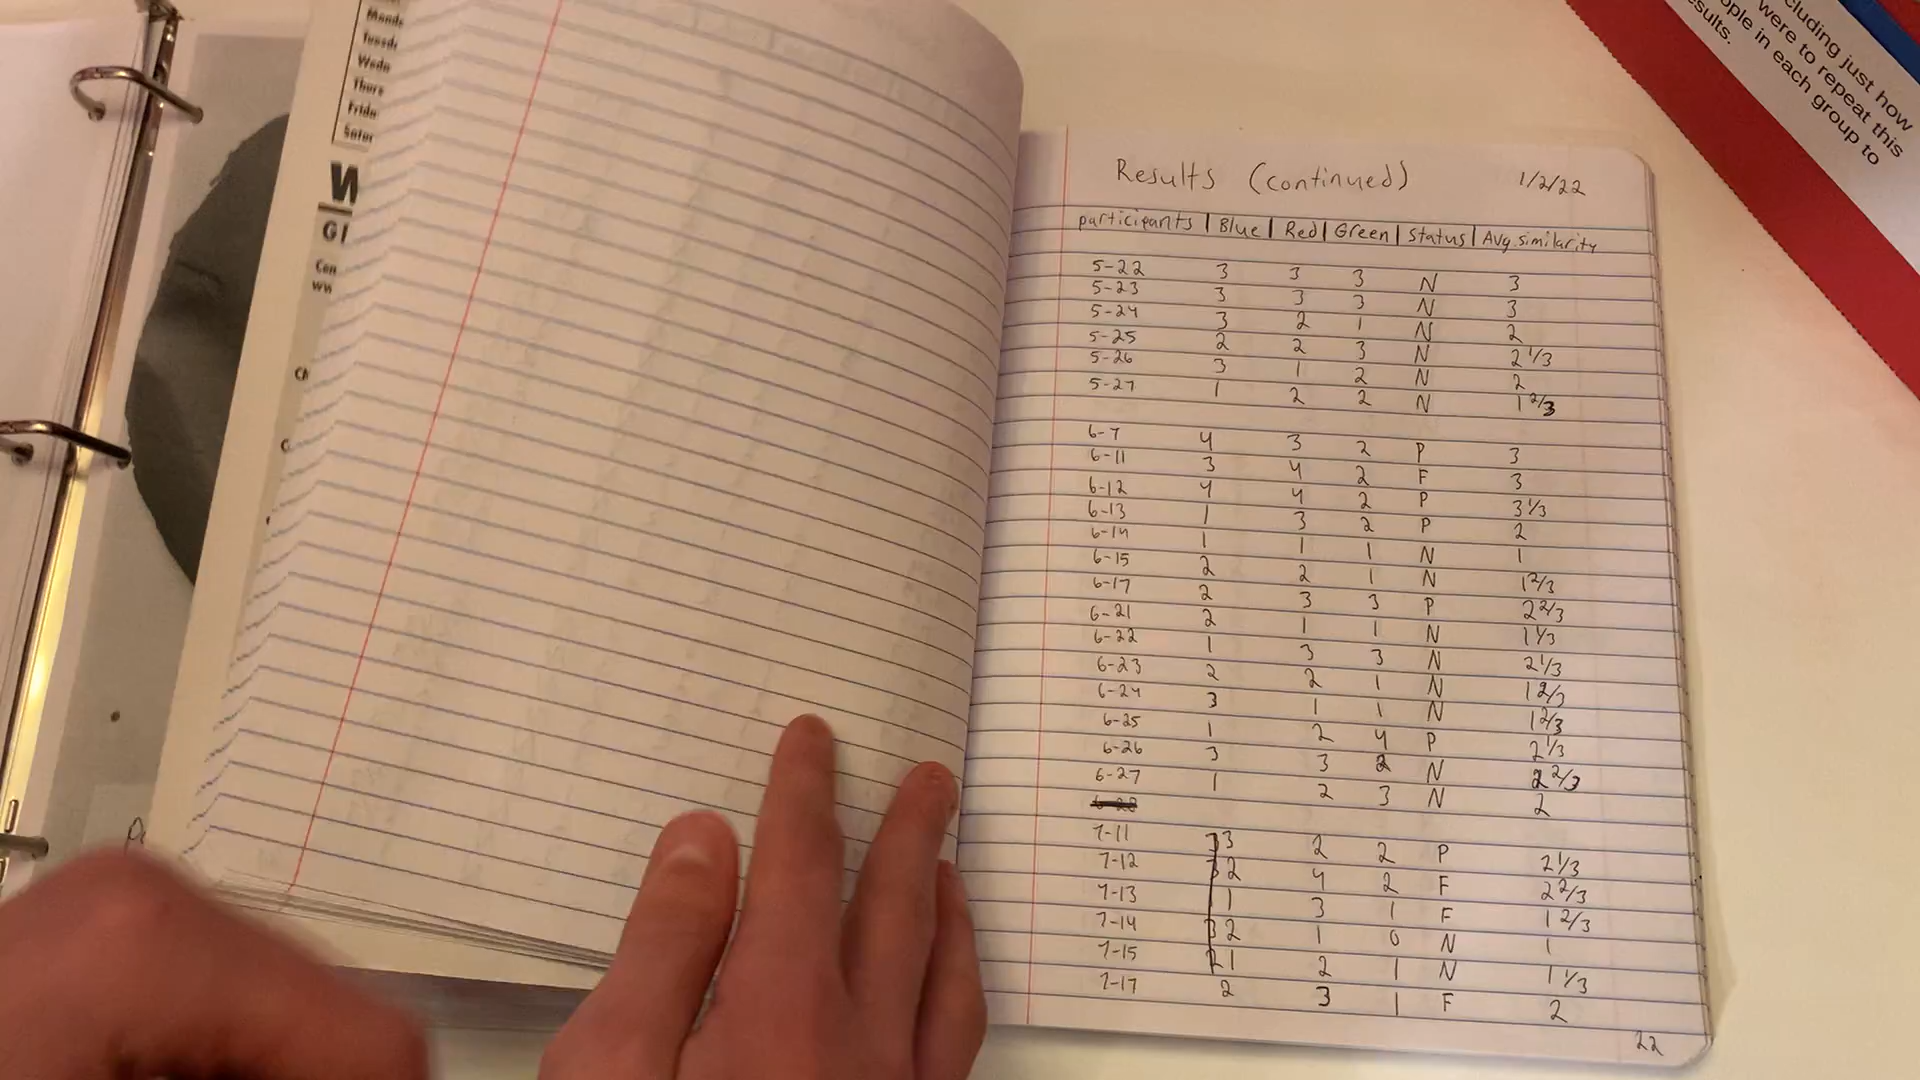 Results (continued) 1/2/22
participants | Blue | Red | Green | Status | Avg. similarity
5-22 3 3 3 N 3
5-23 3 3 3 N 3
5-24 3 2 1 N 2
5-25 2 2 3 N 2 1/3
5-26 3 1 2 N 2
5-27 1 2 2 N 1 2/3
6-7 4 3 2 P 3
6-11 3 4 2 F 3
6-12 4 4 2 P 3 1/3
6-13 1 3 2 P 2
6-14 1 1 1 N 1
6-15 2 2 1 N 1 2/3
6-17 2 3 3 P 2 2/3
6-21 2 1 1 N 1 1/3
6-22 1 3 3 N 2 1/3
6-23 2 2 1 N 1 2/3
6-24 3 1 1 N 1 2/3
6-25 1 2 4 P 2 1/3
6-26 3 3 2 N 2 2/3
6-27 1 2 3 N 2
7-11 3 2 2 P 2 1/3
7-12 2 4 2 F 2 2/3
7-13 1 3 1 F 1 2/3
7-14 2 1 0 N 1
7-15 1 2 1 N 1 1/3
7-17 2 3 1 F 2
22
just how
were to repeat this
in each group to